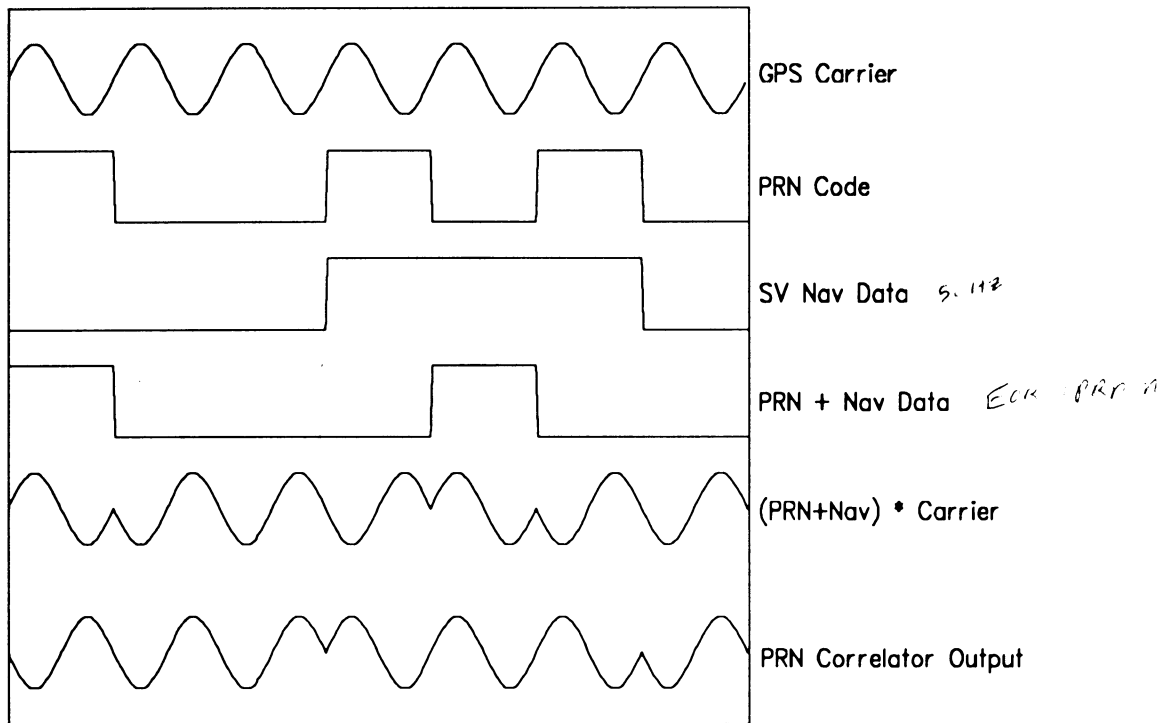 GPS Carrier
PRN Code
SV Nav Data
PRN + Nav Data
(PRN+Nav) * Carrier
PRN Correlator Output